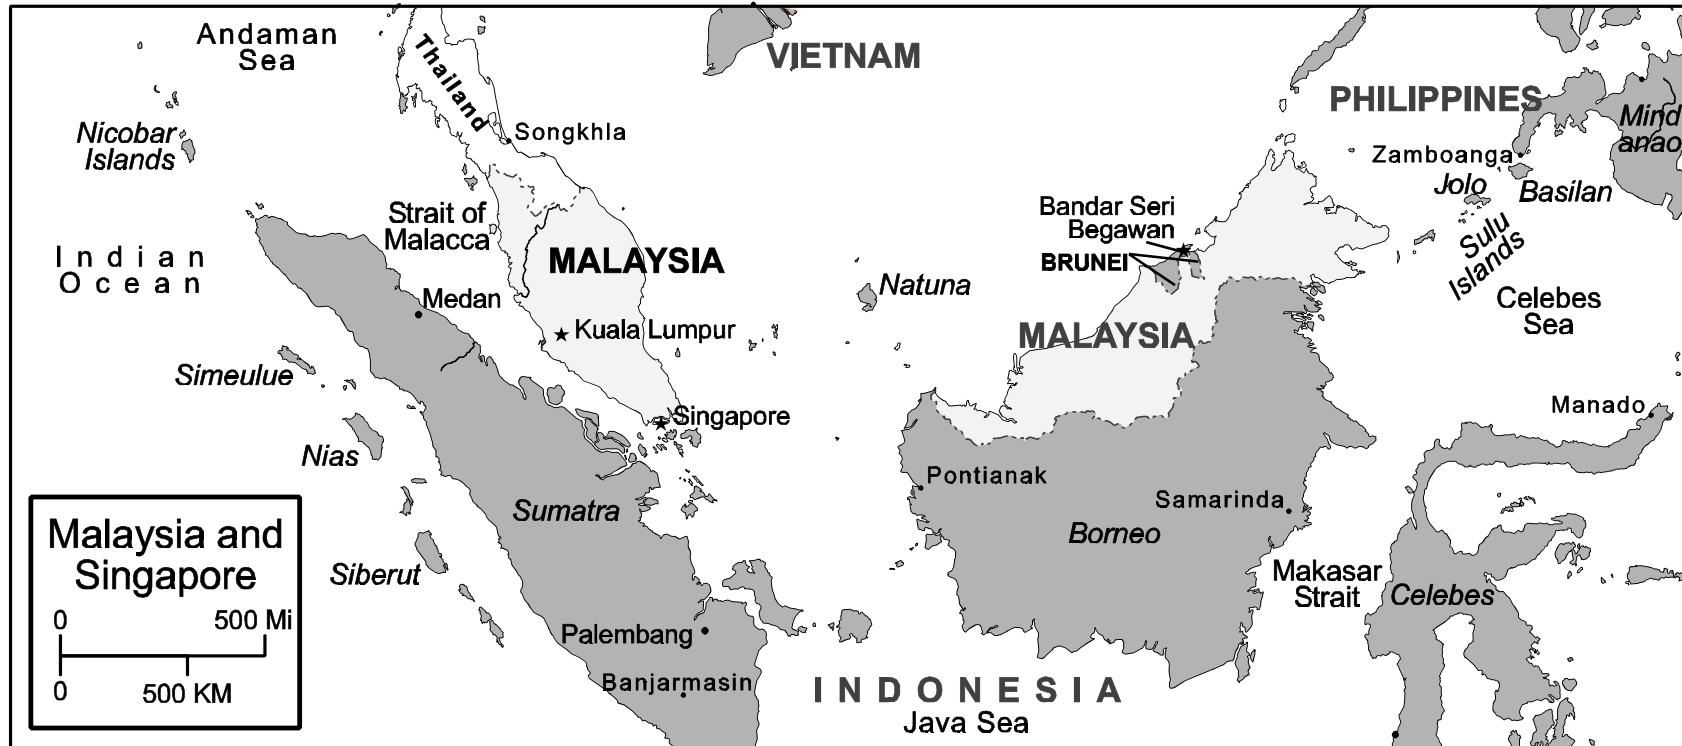 Andaman
Sea
Thailand
VIETNAM
PHILIPPINES
Mind
anao
Nicobar
Islands
Songkhla
Zamboanga
Jolo
Basilan
Strait of
Malacca
Bandar Seri
Begawan
BRUNEI
Sulu
Islands
Indian
Ocean
MALAYSIA
Medan
Natuna
Celebes
Sea
Kuala Lumpur
MALAYSIA
Simeulue
Singapore
Manado
Nias
Pontianak
Samarinda
Sumatra
Borneo
Malaysia and
Singapore
Siberut
Makasar
Strait
Celebes
0 500 Mi
0 500 KM
Palembang
Banjarmasin
INDONESIA
Java Sea